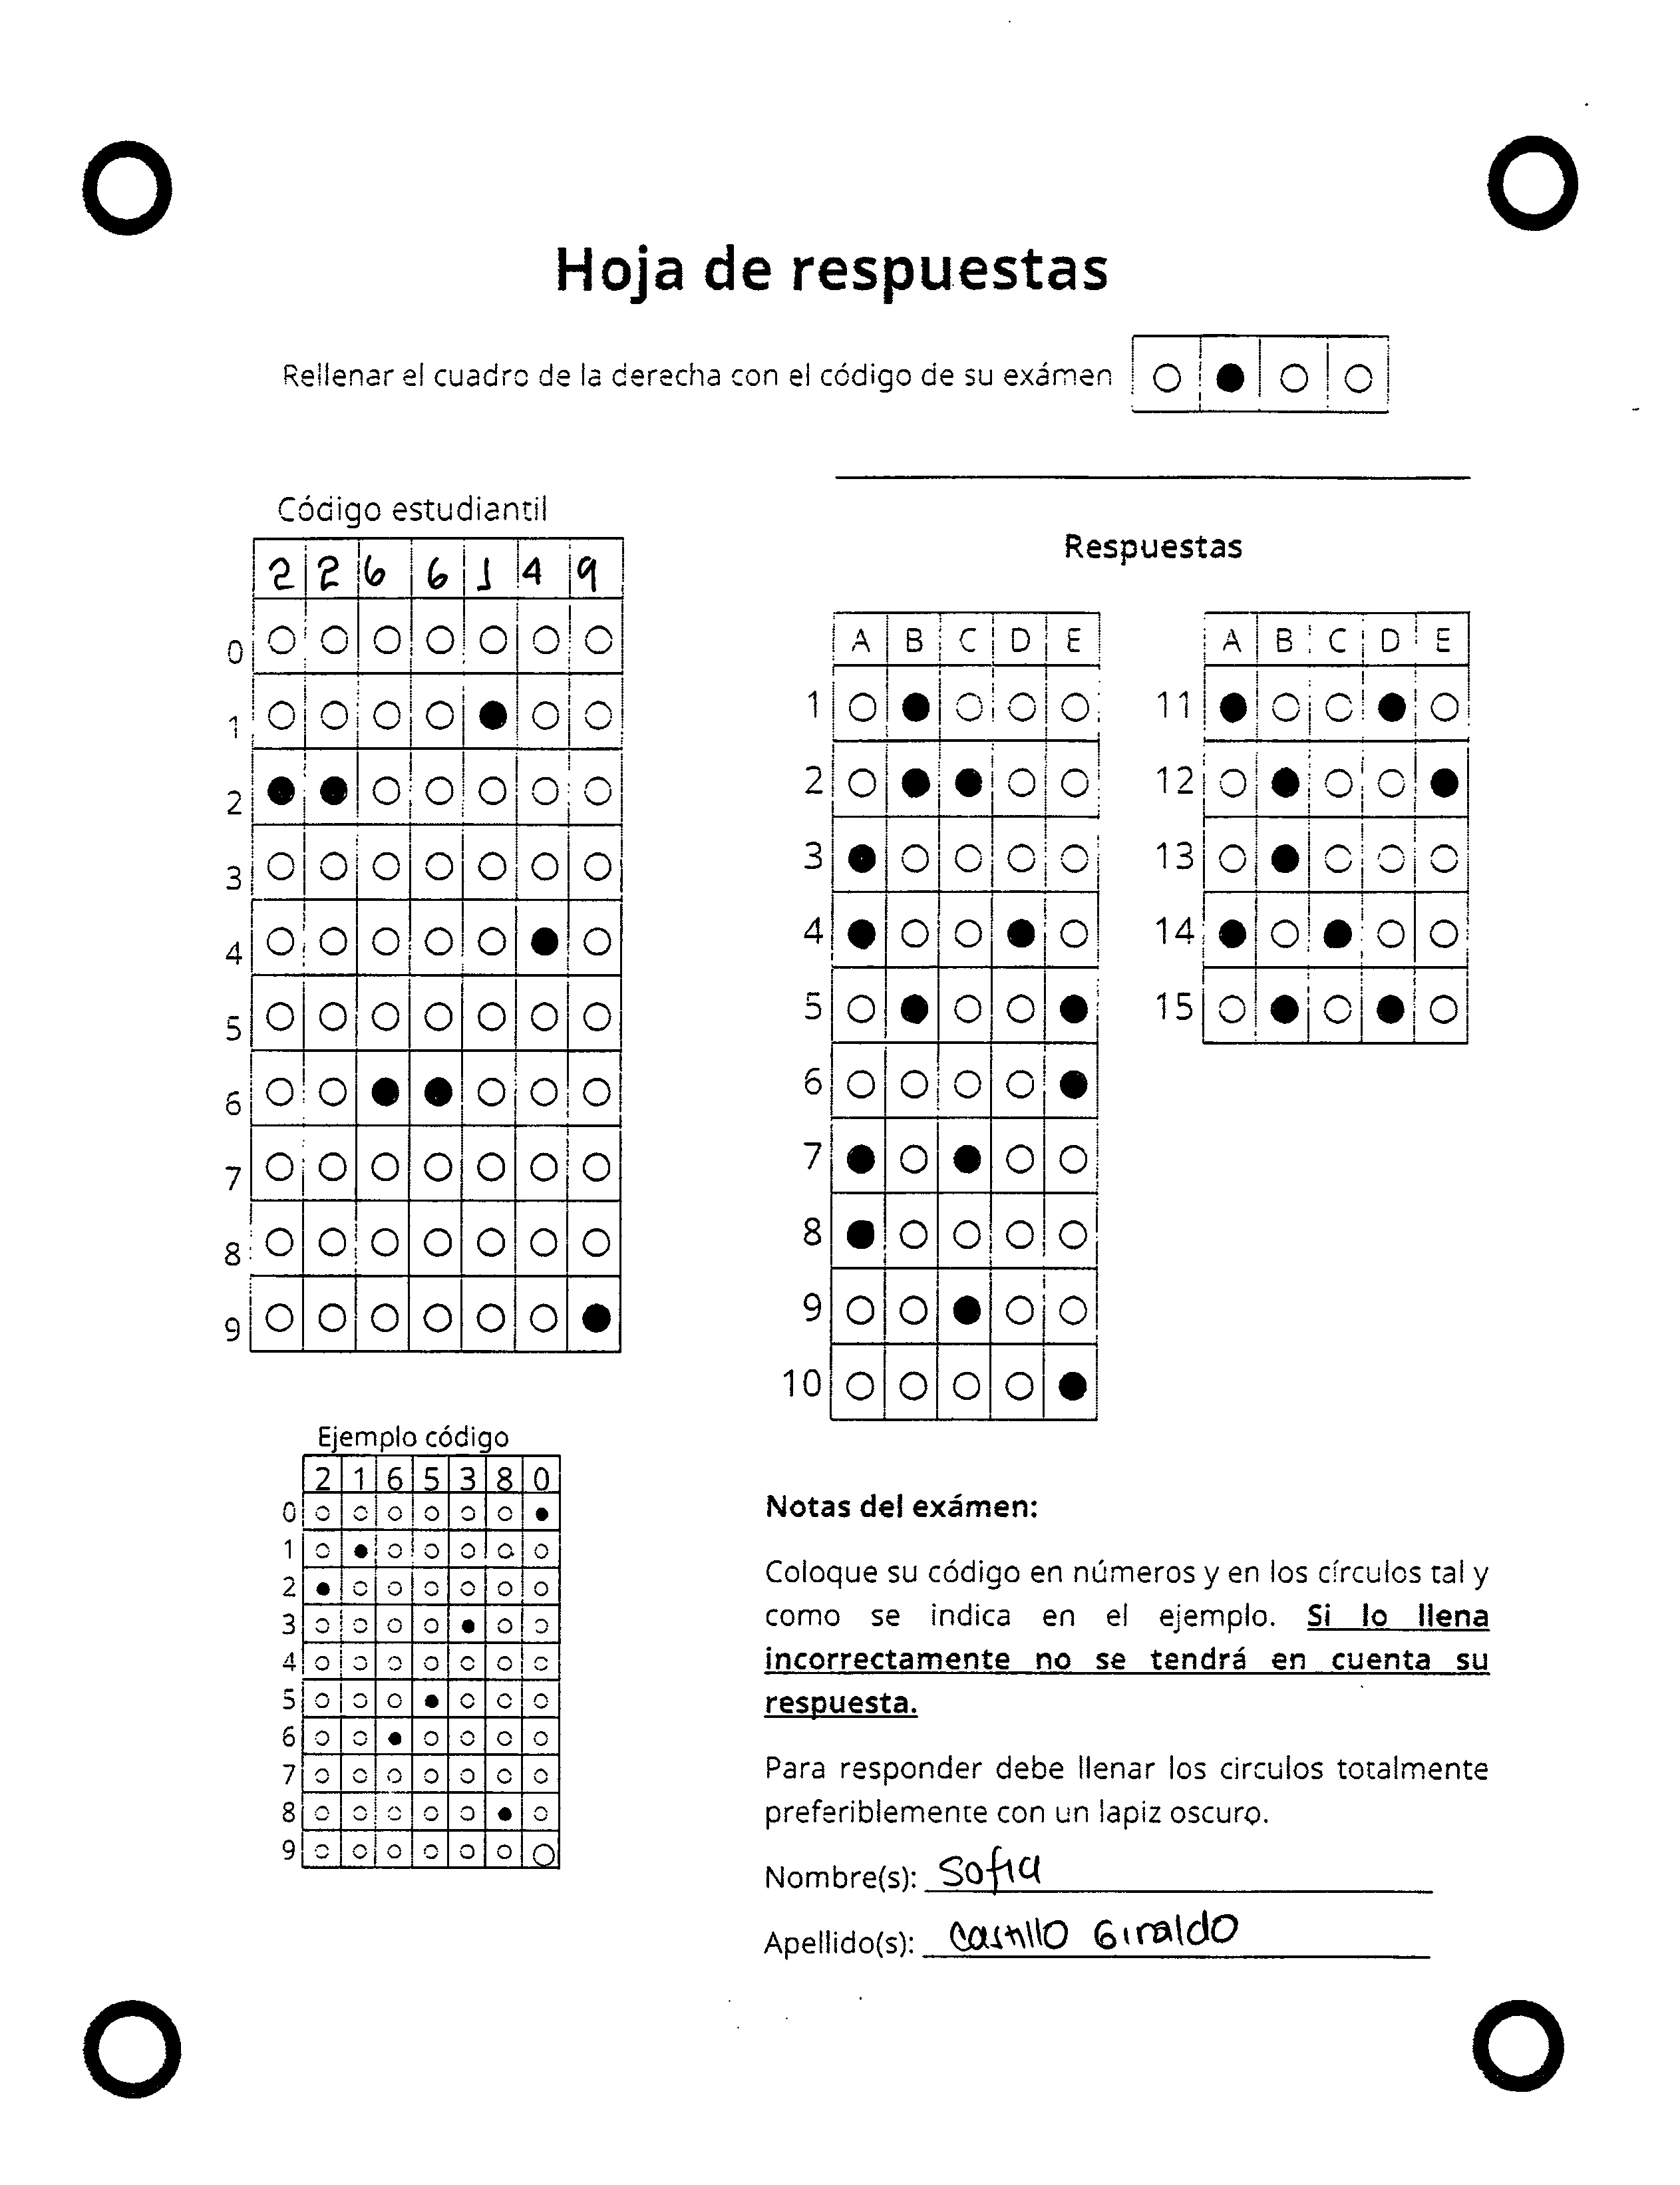 Hoja de respuestas
Rellenar el cuadro de la derecha con el código de su exámen
Código estudiantil
2 2 6 6 1 4 9
0
1
2
3
4
5
6
7
8
9
Respuestas
A B C D E
1
2
3
4
5
6
7
8
9
10
A B C D E
11
12
13
14
15
Ejemplo código
2 1 6 5 3 8 0
0
1
2
3
4
5
6
7
8
9
Notas del exámen:
Coloque su código en números y en los círculos tal y
como se indica en el ejemplo. Si lo llena
incorrectamente no se tendrá en cuenta su
respuesta.
Para responder debe llenar los circulos totalmente
preferiblemente con un lapiz oscuro.
Nombre(s): Sofia
Apellido(s): Castillo Giraldo